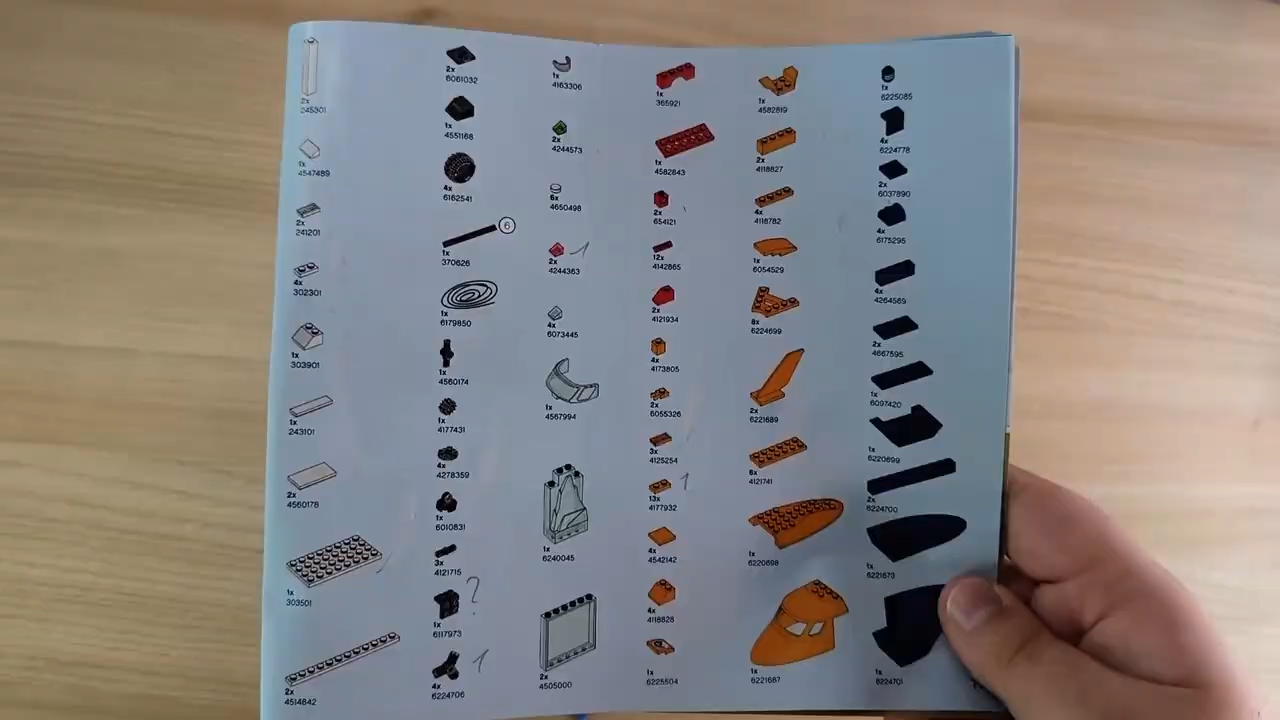 2x
245301
1x
4547489
2x
241201
4x
302301
1x
303901
1x
243101
2x
4560178
1x
303501
2x
4514842
2x
6061032
1x
4551168
4x
6162541
6
1x
370626
1x
6179850
1x
4560174
1x
4177431
4x
4278359
1x
6010831
3x
4121715
?
1x
6117973
1
4x
6224706
1x
4163306
2x
4244573
6x
4650498
1
2x
4244363
4x
6073445
1x
4567994
1x
6240045
2x
4505000
1x
365921
1x
4582843
2x
654121
12x
4142865
2x
4121934
4x
4173805
2x
6055326
3x
4125254
1
13x
4177932
4x
4542142
4x
4118828
1x
6225504
1x
4582819
2x
4118827
4x
4118782
1x
6054529
8x
6224699
2x
6221689
6x
4121741
1x
6220698
1x
6221687
1x
6225085
4x
6224778
2x
6037890
4x
6175295
4x
4264569
2x
4667595
1x
6097420
1x
6220699
2x
6224700
1x
6221673
1x
6224701